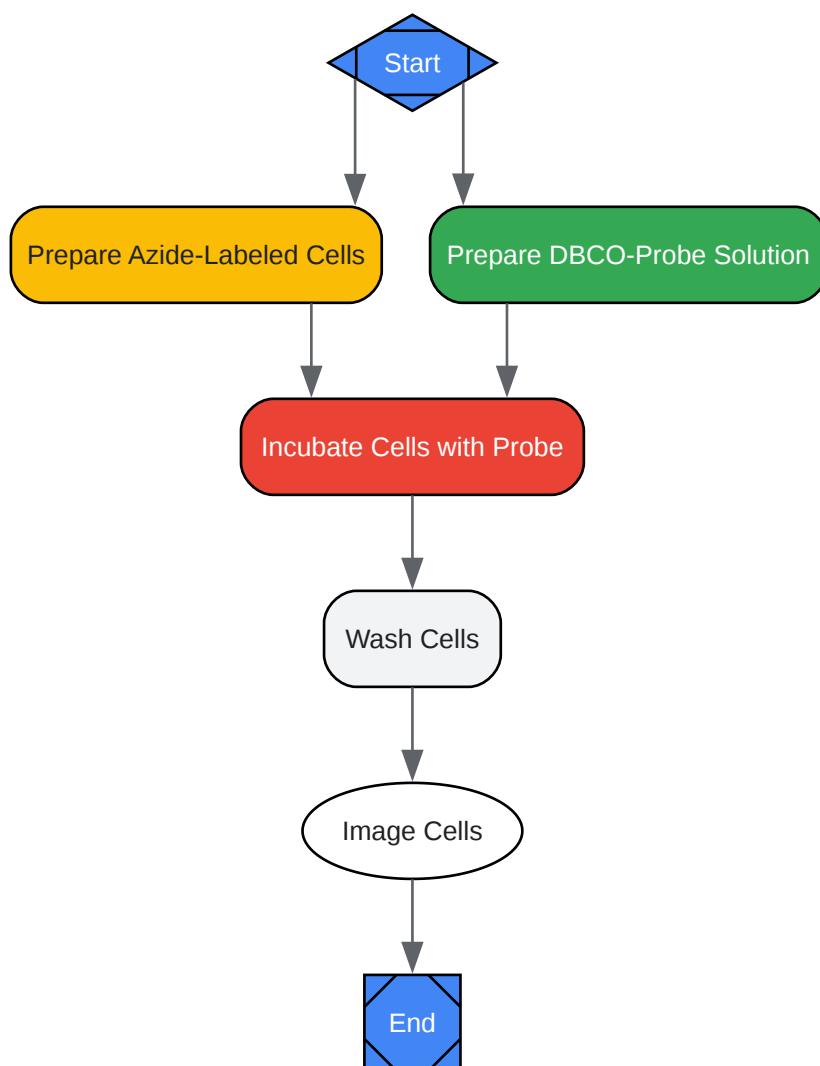 Start
Prepare Azide-Labeled Cells
Prepare DBCO-Probe Solution
Incubate Cells with Probe
Wash Cells
Image Cells
End